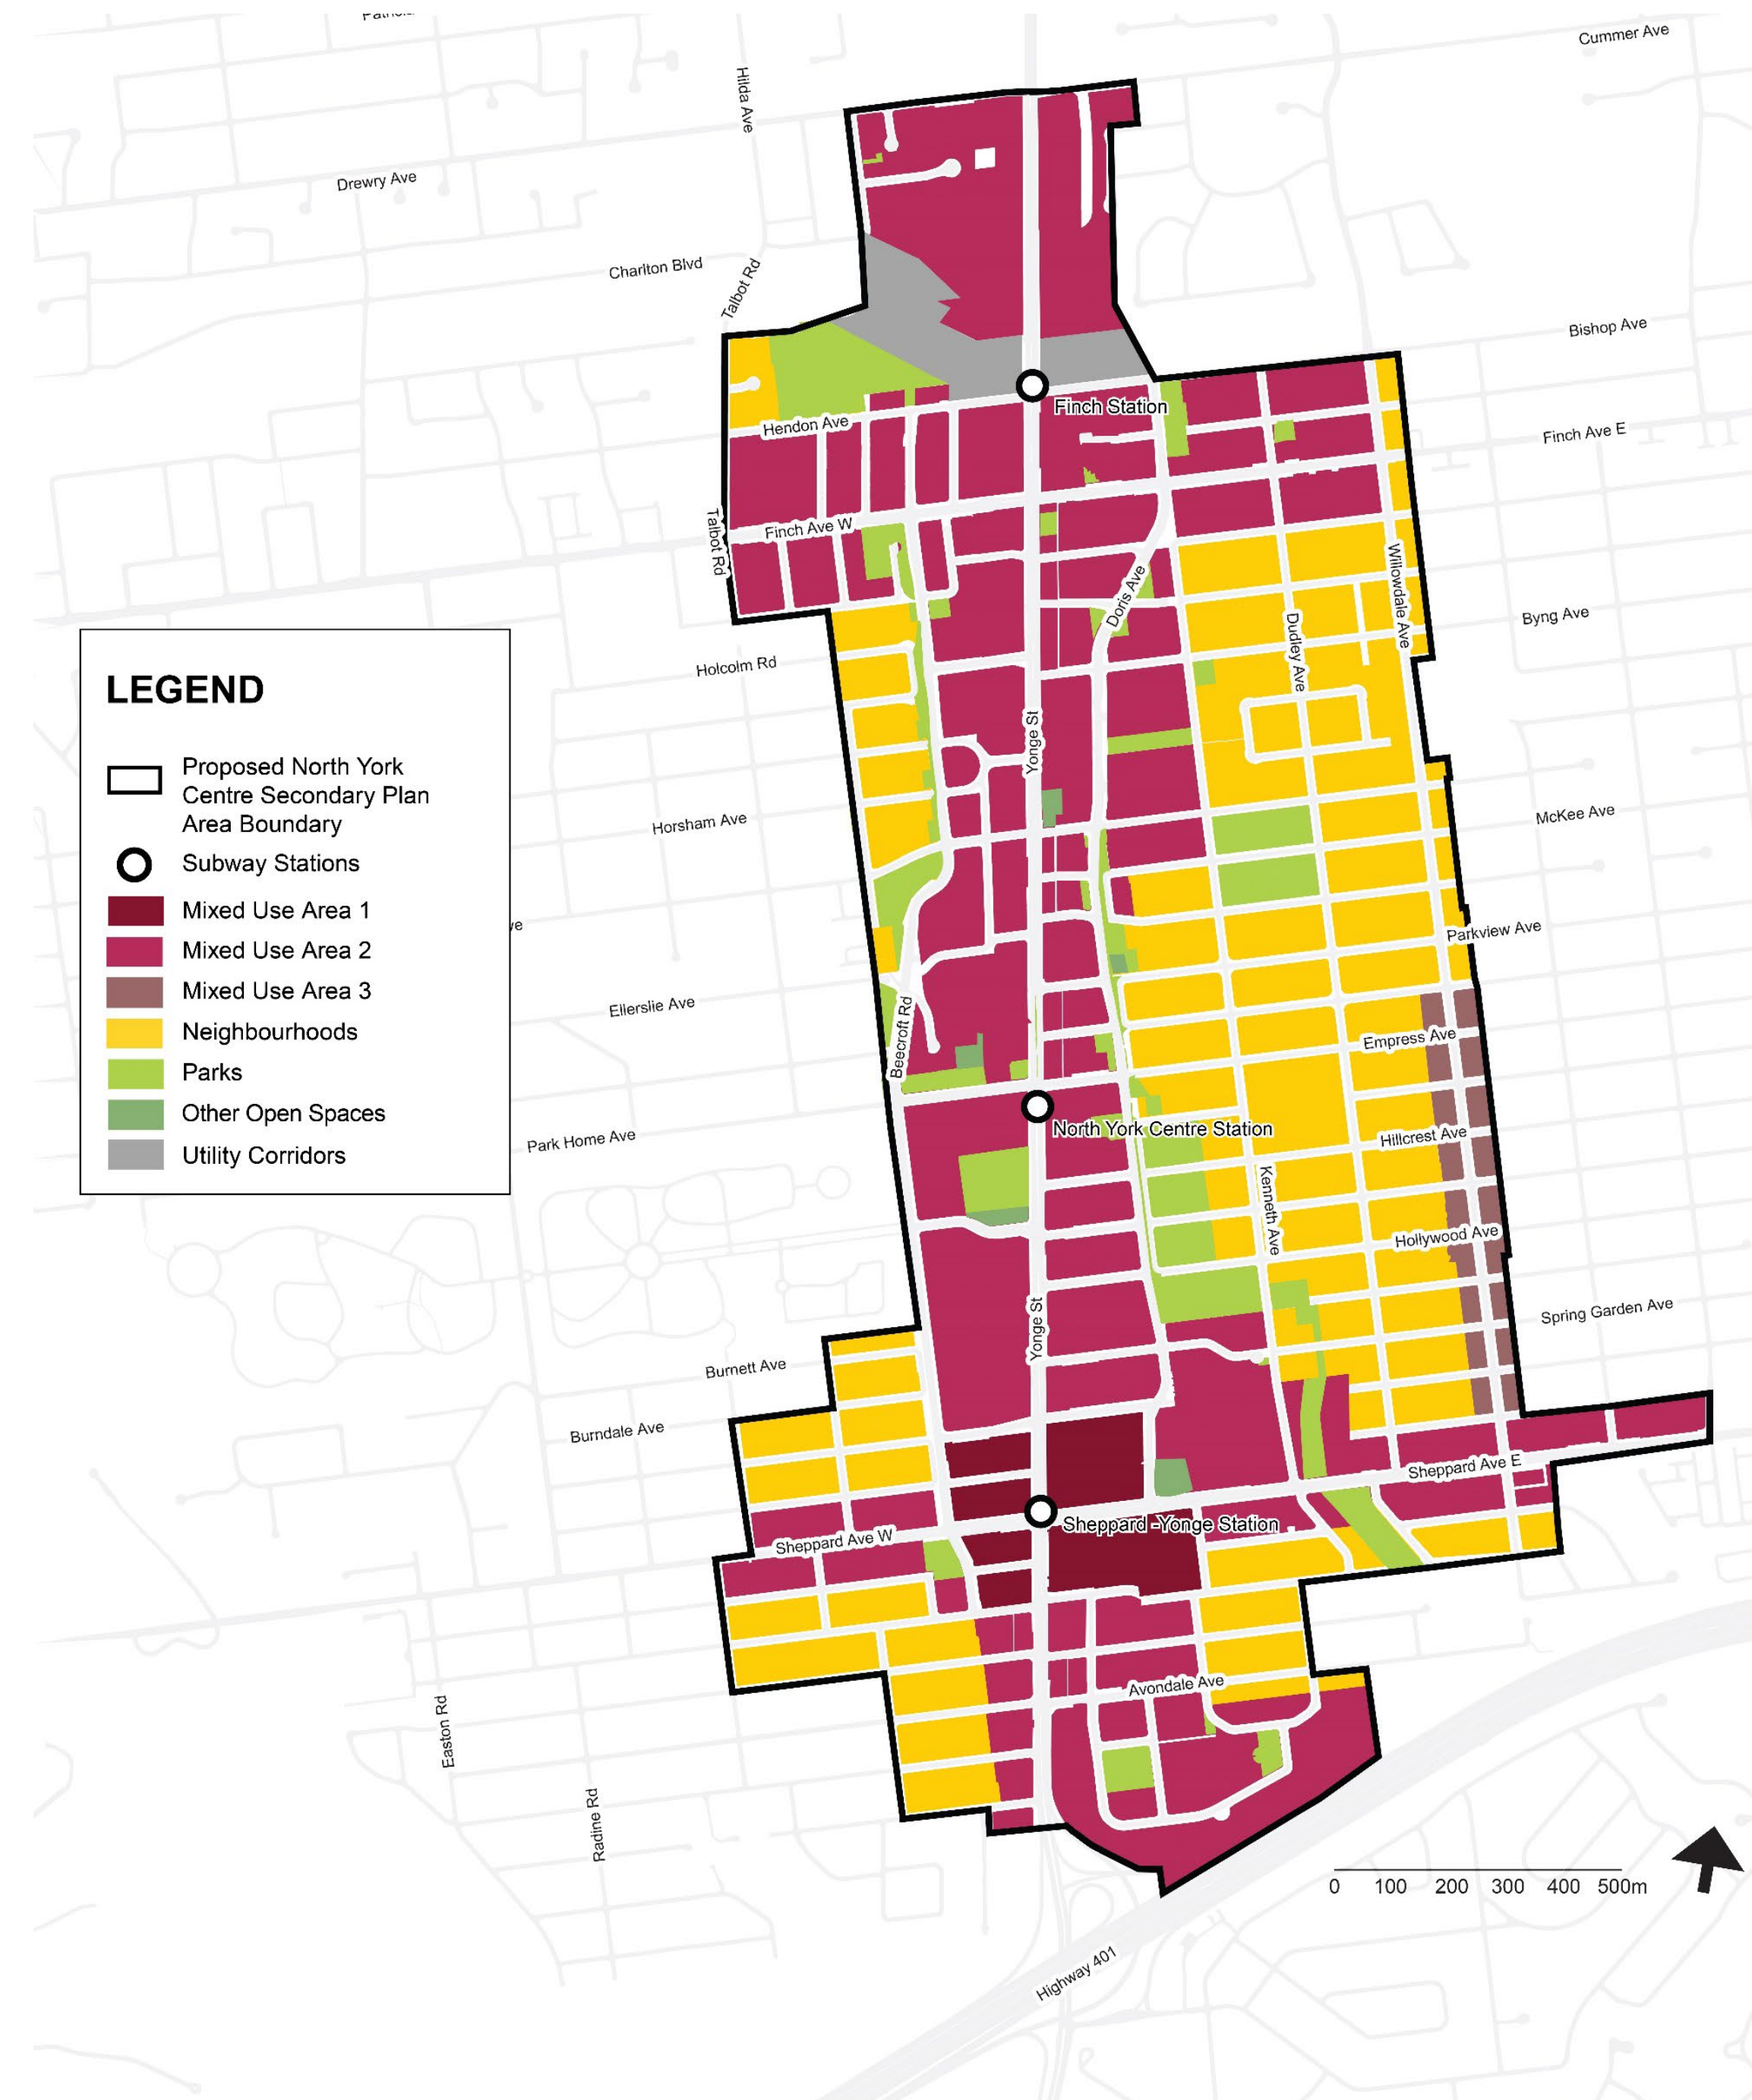 Cummer Ave
Hilda Ave
Drewry Ave
Charlton Blvd
Talbot Rd
Bishop Ave
Finch Station
Hendon Ave
Finch Ave E
Talbot Rd
Finch Ave W
Willowdale Ave
Doris Ave
Dudley Ave
Byng Ave
Holcolm Rd
Yonge St
Horsham Ave
McKee Ave
Parkview Ave
Ellerslie Ave
Beecroft Rd
Empress Ave
Park Home Ave
North York Centre Station
Hillcrest Ave
Kenneth Ave
Hollywood Ave
Yonge St
Spring Garden Ave
Burnett Ave
Burndale Ave
Sheppard Ave E
Sheppard -Yonge Station
Sheppard Ave W
Avondale Ave
Easton Rd
Radine Rd
Highway 401
LEGEND
Proposed North York
Centre Secondary Plan
Area Boundary
Subway Stations
Mixed Use Area 1
Mixed Use Area 2
Mixed Use Area 3
Neighbourhoods
Parks
Other Open Spaces
Utility Corridors
0 100 200 300 400 500m